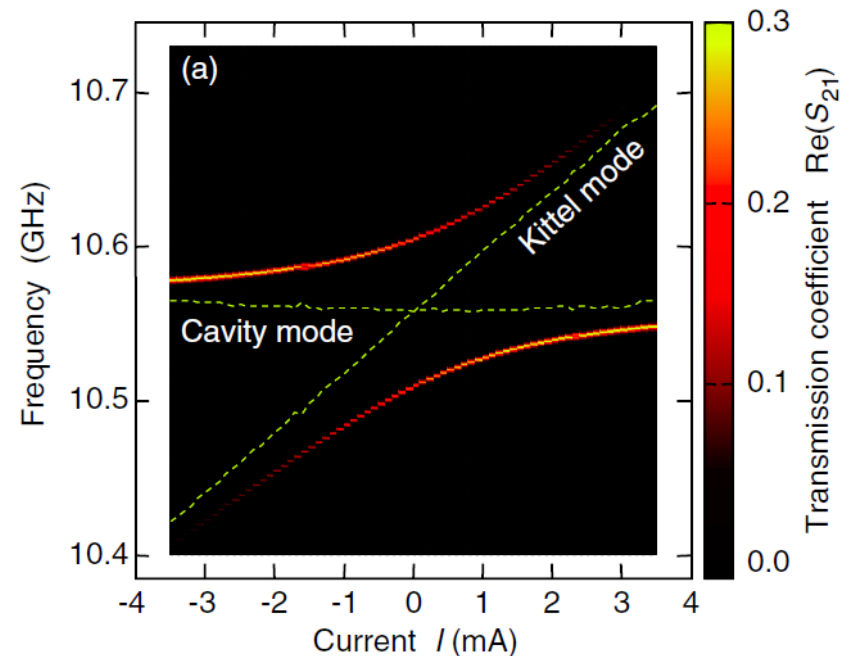 (a)
Kittel mode
Cavity mode
Frequency (GHz)
10.7
10.6
10.5
10.4
-4 -3 -2 -1 0 1 2 3 4
Current I (mA)
0.3
0.2
0.1
0.0
Transmission coefficient Re(S21)